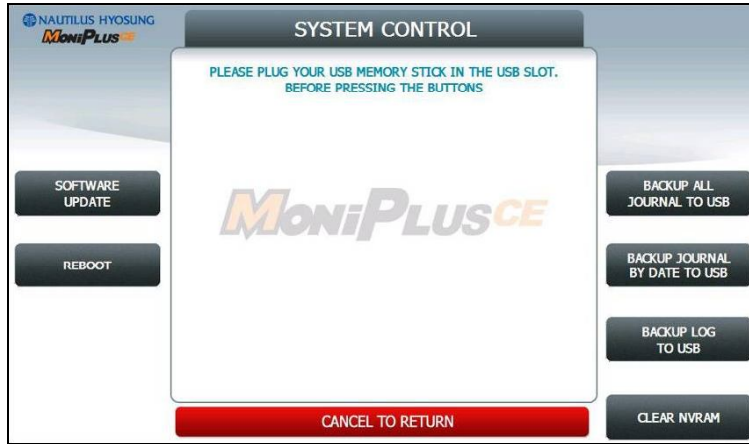 NAUTILUS HYOSUNG
MoniPlusCE
SYSTEM CONTROL
PLEASE PLUG YOUR USB MEMORY STICK IN THE USB SLOT.
BEFORE PRESSING THE BUTTONS
MoniPlusCE
SOFTWARE
UPDATE
REBOOT
BACKUP ALL
JOURNAL TO USB
BACKUP JOURNAL
BY DATE TO USB
BACKUP LOG
TO USB
CLEAR NVRAM
CANCEL TO RETURN